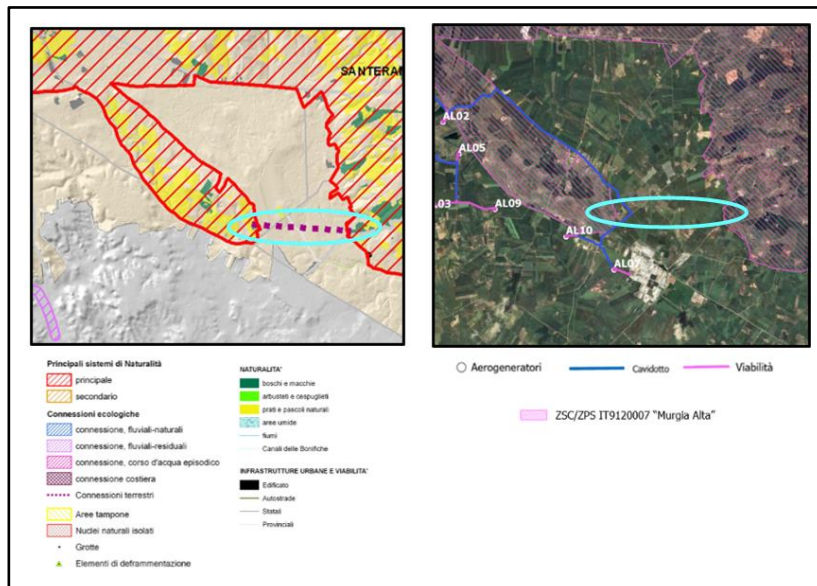 SANTERAM
AL02
AL05
.03
AL09
AL10
AL07
Principali sistemi di Naturalità
principale
secondario
Connessioni ecologiche
connessione, fluviali-naturali
connessione, fluviali-residuali
connessione, corso d'acqua episodico
connessione costiera
Connessioni terrestri
Aree tampone
Nuclei naturali isolati
Grotte
Elementi di deframmentazione
NATURALITA'
boschi e macchie
arbusteti e cespuglieti
prati e pascoli naturali
aree umide
fiumi
Canali delle Bonifiche
INFRASTRUTTURE URBANE E VIABILITA'
Edificato
Autostrade
Statali
Provinciali
Aerogeneratori
Cavidotto
Viabilità
ZSC/ZPS IT9120007 "Murgia Alta"